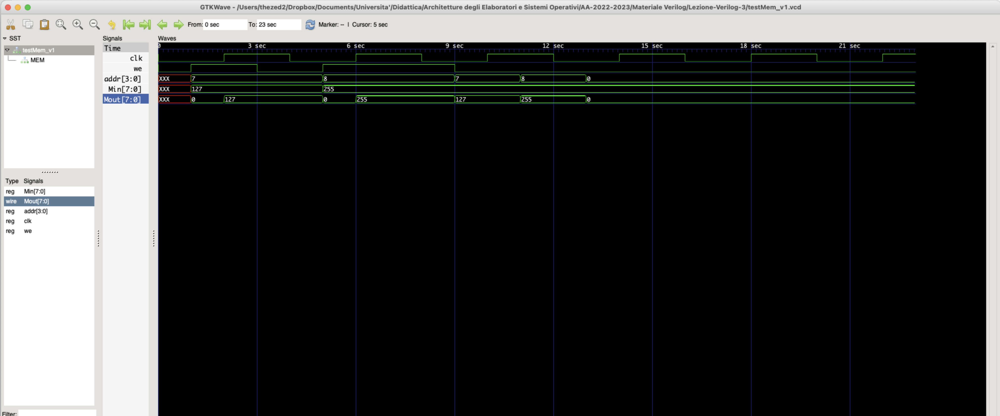 GTKWave - /Users/thezed2/Dropbox/Documents/Universita'/Didattica/Architetture degli Elaboratori e Sistemi Operativi/AA-2022-2023/Materiale Verilog/Lezione-Verilog-3/testMem_v1.vcd
From: 0 sec To: 23 sec Marker: -- | Cursor: 5 sec
SST
testMem_v1
MEM
Type Signals
reg Min[7:0]
wire Mout[7:0]
reg addr[3:0]
reg clk
reg we
Filter:
Signals
Time
clk
we
addr[3:0]
Min[7:0]
Mout[7:0]
Waves
0 3 sec 6 sec 9 sec 12 sec 15 sec 18 sec 21 sec
XXX 7 8 7 8 0
XXX 127 255
XXX 0 127 0 255 127 255 0